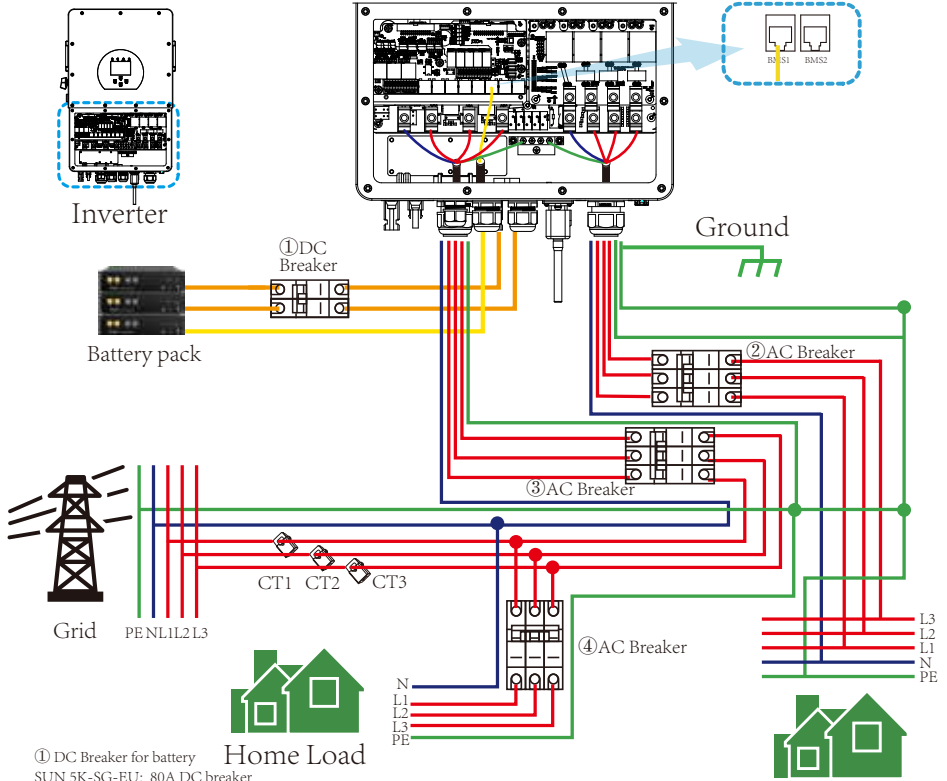 BMS1 BMS2
Inverter
Ground
①DC
Breaker
Battery pack
②AC Breaker
③AC Breaker
CT1 CT2 CT3
Grid
PE N L1 L2 L3
④AC Breaker
L3
L2
L1
N
PE
N
L1
L2
L3
PE
Home Load
① DC Breaker for battery
SUN 5K-SG-EU: 80A DC breaker